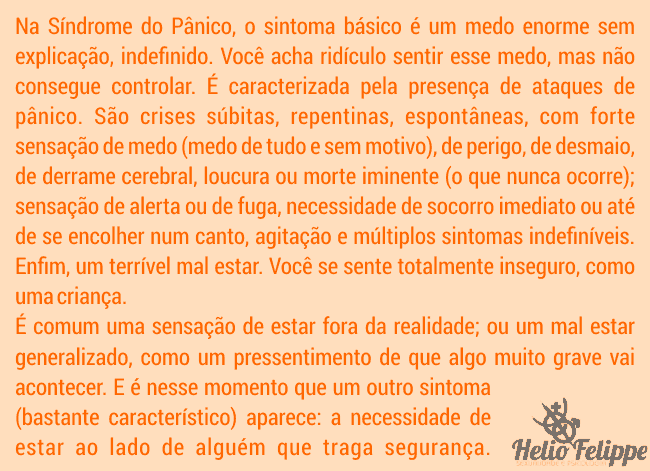 Na Síndrome do Pânico, o sintoma básico é um medo enorme sem
explicação, indefinido. Você acha ridículo sentir esse medo, mas não
consegue controlar. É caracterizada pela presença de ataques de
pânico. São crises súbitas, repentinas, espontâneas, com forte
sensação de medo (medo de tudo e sem motivo), de perigo, de desmaio,
de derrame cerebral, loucura ou morte iminente (o que nunca ocorre);
sensação de alerta ou de fuga, necessidade de socorro imediato ou até
de se encolher num canto, agitação e múltiplos sintomas indefiníveis.
Enfim, um terrível mal estar. Você se sente totalmente inseguro, como
uma criança.
É comum uma sensação de estar fora da realidade; ou um mal estar
generalizado, como um pressentimento de que algo muito grave vai
acontecer. E é nesse momento que um outro sintoma
(bastante característico) aparece: a necessidade de
estar ao lado de alguém que traga segurança.
Helio Felippe